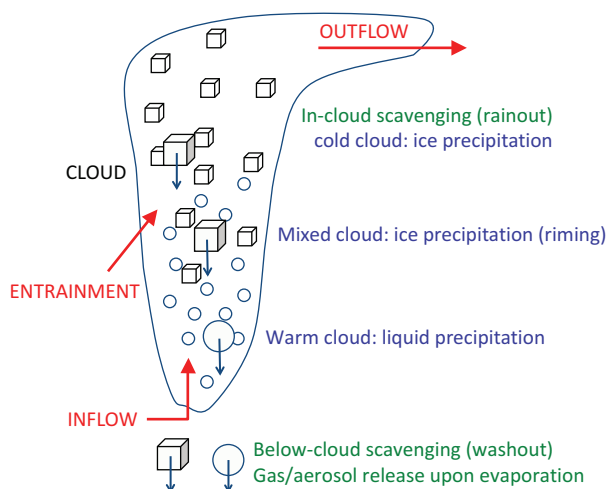 OUTFLOW
In-cloud scavenging (rainout)
cold cloud: ice precipitation
CLOUD
Mixed cloud: ice precipitation (riming)
ENTRAINMENT
Warm cloud: liquid precipitation
INFLOW
Below-cloud scavenging (washout)
Gas/aerosol release upon evaporation